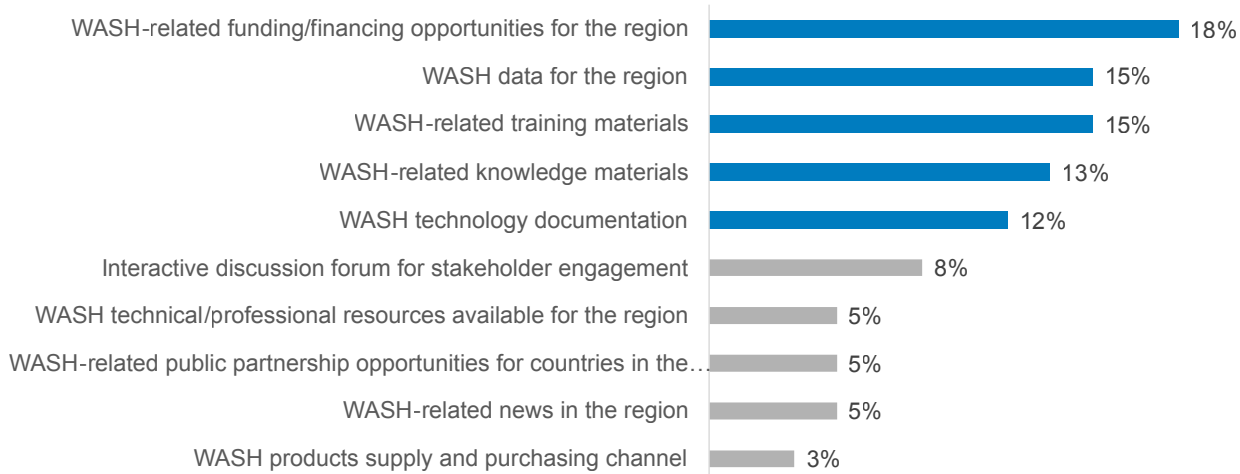 WASH-related funding/financing opportunities for the region 18%
WASH data for the region 15%
WASH-related training materials 15%
WASH-related knowledge materials 13%
WASH technology documentation 12%
Interactive discussion forum for stakeholder engagement 8%
WASH technical/professional resources available for the region 5%
WASH-related public partnership opportunities for countries in the… 5%
WASH-related news in the region 5%
WASH products supply and purchasing channel 3%